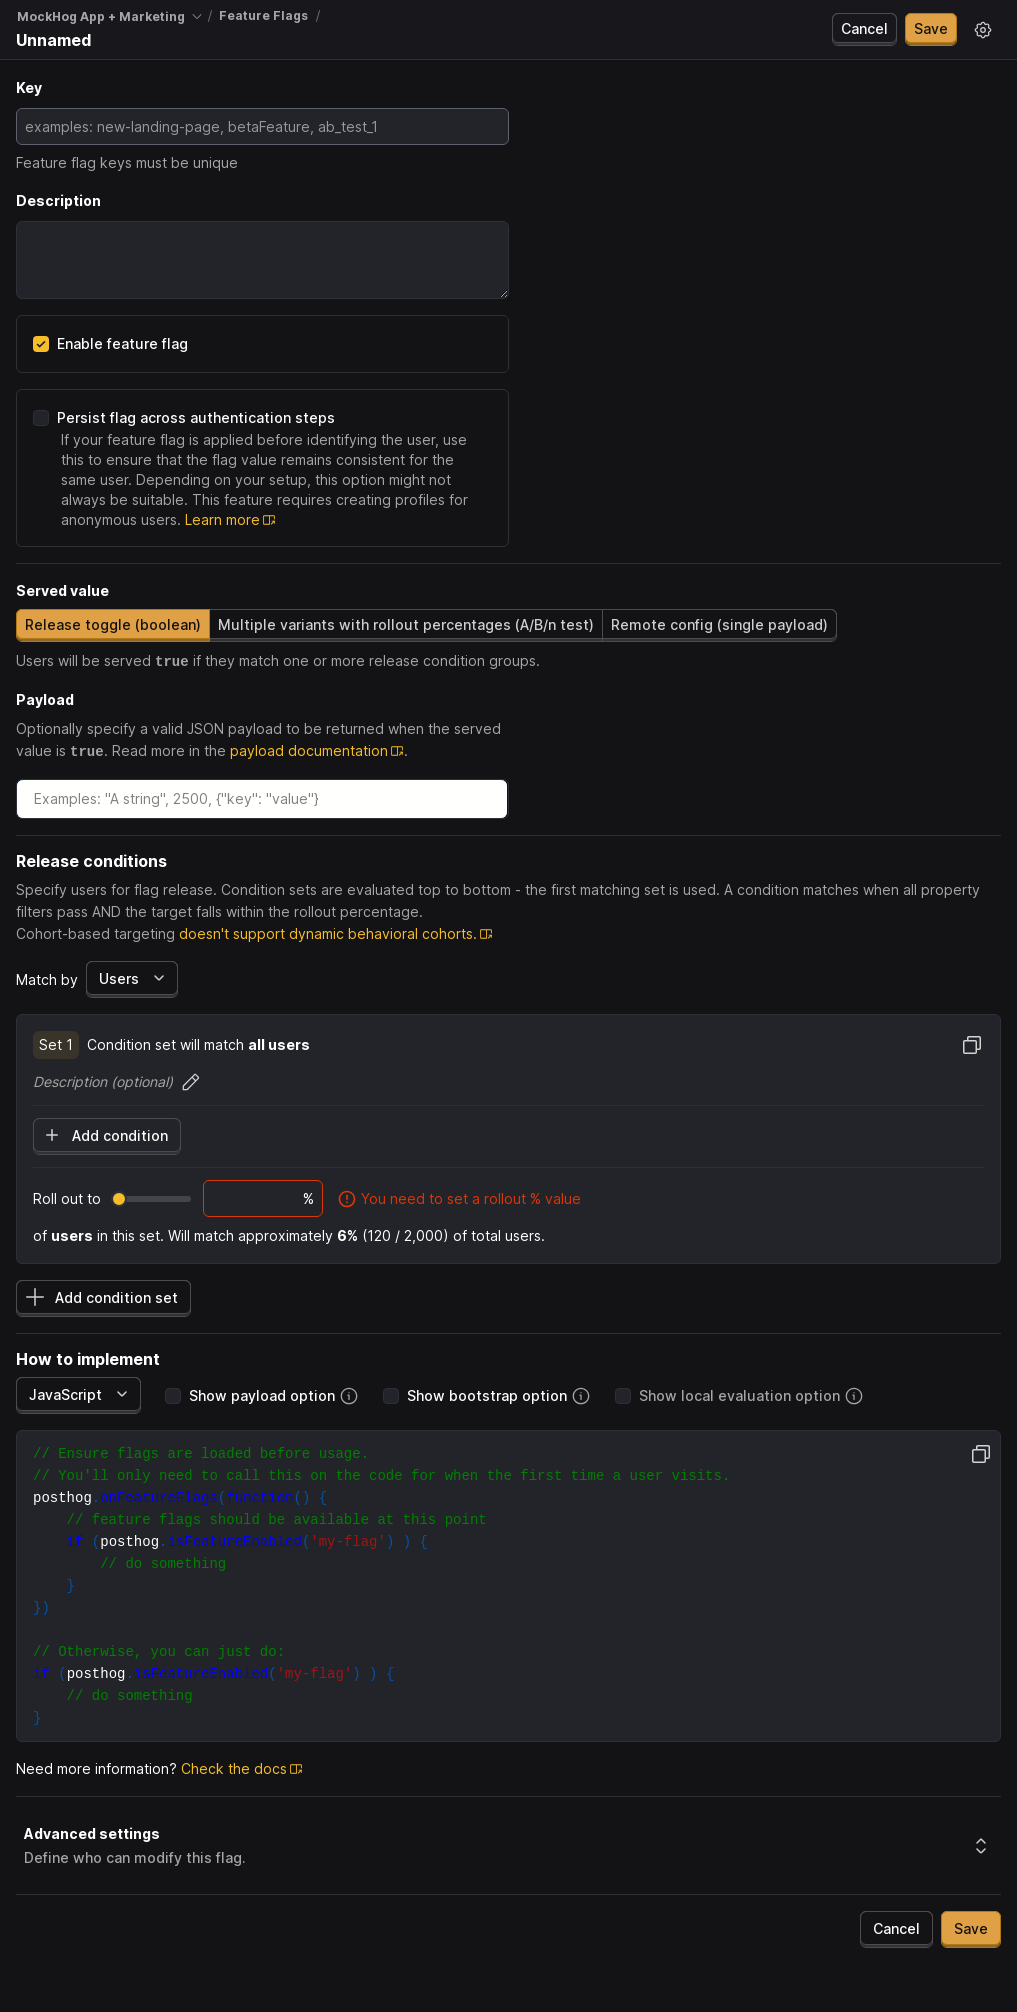 MockHog App + Marketing / Feature Flags /
Unnamed
Cancel
Save
Key
examples: new-landing-page, betaFeature, ab_test_1
Feature flag keys must be unique
Description
Enable feature flag
Persist flag across authentication steps
If your feature flag is applied before identifying the user, use
this to ensure that the flag value remains consistent for the
same user. Depending on your setup, this option might not
always be suitable. This feature requires creating profiles for
anonymous users. Learn more
Served value
Release toggle (boolean)
Multiple variants with rollout percentages (A/B/n test)
Remote config (single payload)
Users will be served true if they match one or more release condition groups.
Payload
Optionally specify a valid JSON payload to be returned when the served
value is true. Read more in the payload documentation.
Examples: "A string", 2500, {"key": "value"}
Release conditions
Specify users for flag release. Condition sets are evaluated top to bottom - the first matching set is used. A condition matches when all property
filters pass AND the target falls within the rollout percentage.
Cohort-based targeting doesn't support dynamic behavioral cohorts.
Match by Users
Set 1 Condition set will match all users
Description (optional)
Add condition
Roll out to % You need to set a rollout % value
of users in this set. Will match approximately 6% (120 / 2,000) of total users.
Add condition set
How to implement
JavaScript
Show payload option
Show bootstrap option
Show local evaluation option
// Ensure flags are loaded before usage.
// You'll only need to call this on the code for when the first time a user visits.
posthog.onFeatureFlags(function() {
    // feature flags should be available at this point
    if (posthog.isFeatureEnabled('my-flag') ) {
        // do something
    }
})
// Otherwise, you can just do:
if (posthog.isFeatureEnabled('my-flag') ) {
    // do something
}
Need more information? Check the docs
Advanced settings
Define who can modify this flag.
Cancel
Save